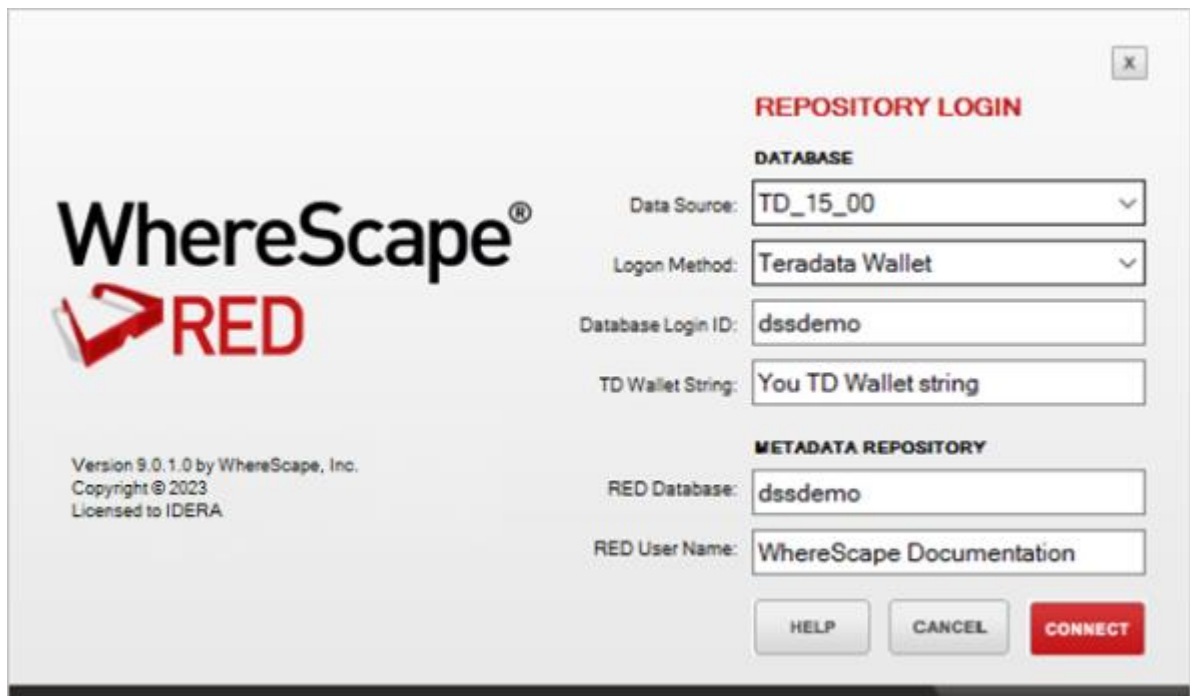 X
REPOSITORY LOGIN
DATABASE
Data Source: TD_15_00
Logon Method: Teradata Wallet
Database Login ID: dssdemo
TD Wallet String: You TD Wallet string
METADATA REPOSITORY
RED Database: dssdemo
RED User Name: WhereScape Documentation
HELP CANCEL CONNECT
WhereScape®
RED
Version 9.0.1.0 by WhereScape, Inc.
Copyright © 2023
Licensed to IDERA